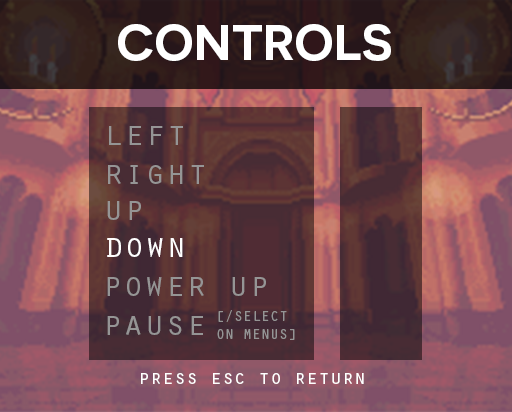 CONTROLS
LEFT
RIGHT
UP
DOWN
POWER UP
PAUSE [/SELECT
ON MENUS]
PRESS ESC TO RETURN